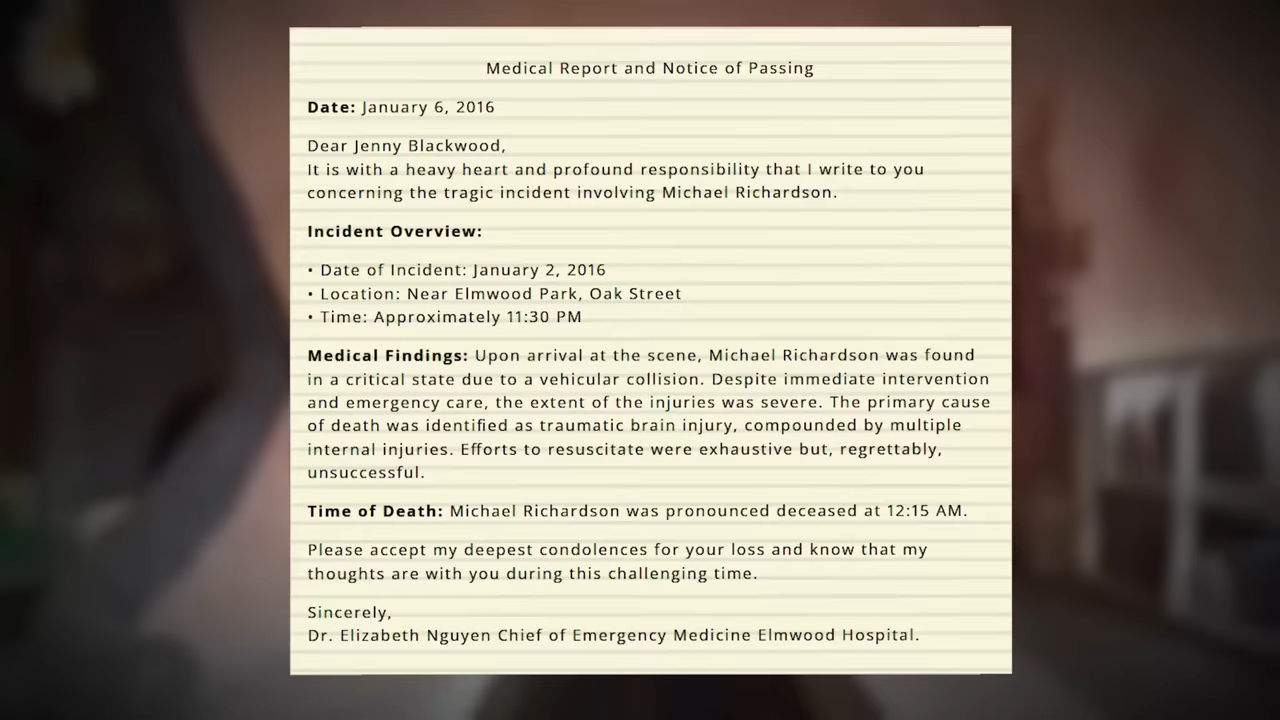 Medical Report and Notice of Passing
Date: January 6, 2016
Dear Jenny Blackwood,
It is with a heavy heart and profound responsibility that I write to you
concerning the tragic incident involving Michael Richardson.
Incident Overview:
• Date of Incident: January 2, 2016
• Location: Near Elmwood Park, Oak Street
• Time: Approximately 11:30 PM
Medical Findings: Upon arrival at the scene, Michael Richardson was found
in a critical state due to a vehicular collision. Despite immediate intervention
and emergency care, the extent of the injuries was severe. The primary cause
of death was identified as traumatic brain injury, compounded by multiple
internal injuries. Efforts to resuscitate were exhaustive but, regrettably,
unsuccessful.
Time of Death: Michael Richardson was pronounced deceased at 12:15 AM.
Please accept my deepest condolences for your loss and know that my
thoughts are with you during this challenging time.
Sincerely,
Dr. Elizabeth Nguyen Chief of Emergency Medicine Elmwood Hospital.